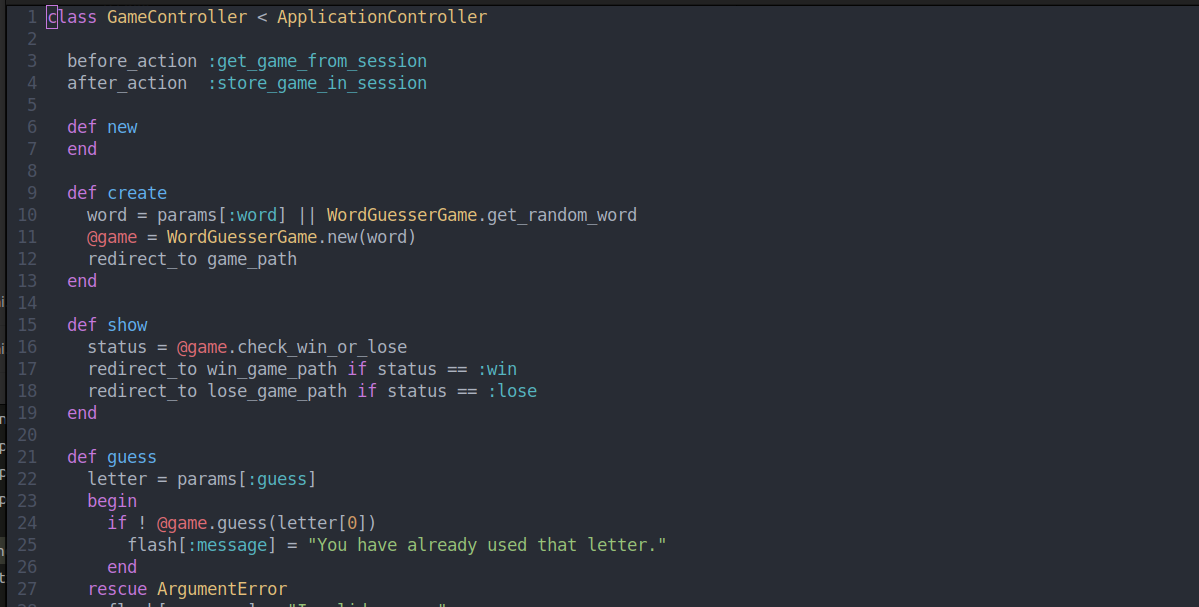 1 class GameController < ApplicationController
2
3   before_action :get_game_from_session
4   after_action  :store_game_in_session
5
6   def new
7   end
8
9   def create
10     word = params[:word] || WordGuesserGame.get_random_word
11     @game = WordGuesserGame.new(word)
12     redirect_to game_path
13   end
14
15   def show
16     status = @game.check_win_or_lose
17     redirect_to win_game_path if status == :win
18     redirect_to lose_game_path if status == :lose
19   end
20
21   def guess
22     letter = params[:guess]
23     begin
24       if ! @game.guess(letter[0])
25         flash[:message] = "You have already used that letter."
26       end
27     rescue ArgumentError